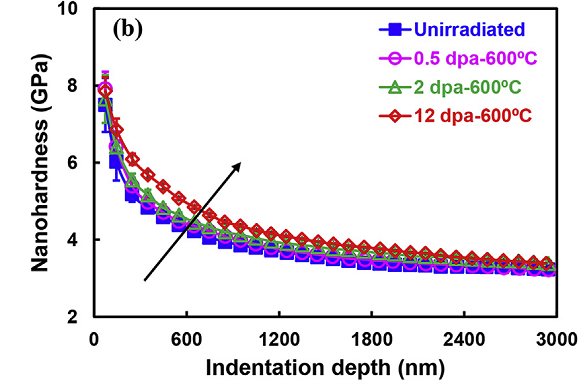 (b)
Unirradiated
0.5 dpa-600ºC
2 dpa-600ºC
12 dpa-600ºC
Nanohardness (GPa)
10
8
6
4
2
0
600
1200
1800
2400
3000
Indentation depth (nm)